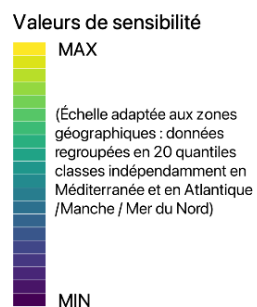 Valeurs de sensibilité
MAX
(Échelle adaptée aux zones
géographiques : données
regroupées en 20 quantiles
classes indépendamment en
Méditerranée et en Atlantique
/Manche / Mer du Nord)
MIN